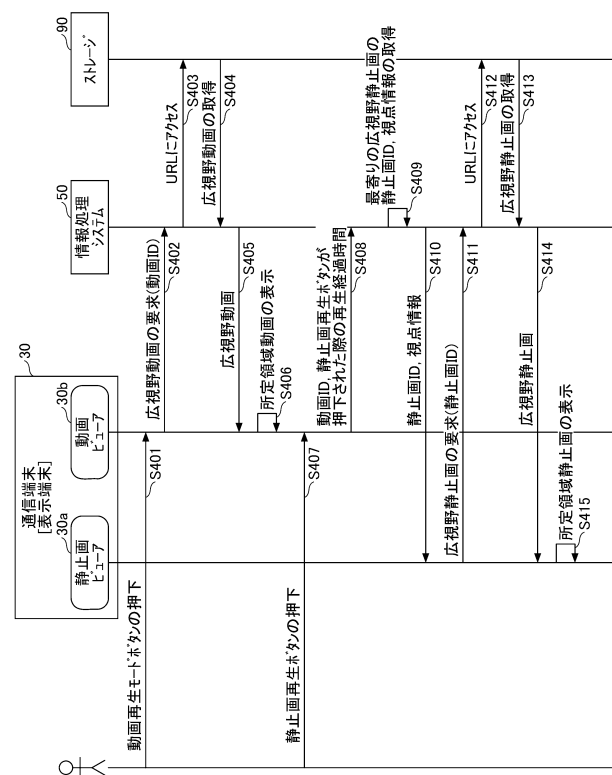 30
通信端末
[表示端末]
30a
静止画
ビューア
30b
動画
ビューア
50
情報処理
システム
90
ストレージ
動画再生モードボタンの押下
S401
広視野動画の要求(動画ID)
S402
URLにアクセス
S403
広視野動画の取得
S404
広視野動画
S405
所定領域動画の表示
S406
静止画再生ボタンの押下
S407
動画ID, 静止画再生ボタンが
押下された際の再生経過時間
S408
最寄りの広視野静止画の
静止画ID, 視点情報の取得
S409
静止画ID, 視点情報
S410
広視野静止画の要求(静止画ID)
S411
URLにアクセス
S412
広視野静止画の取得
S413
広視野静止画
S414
所定領域静止画の表示
S415